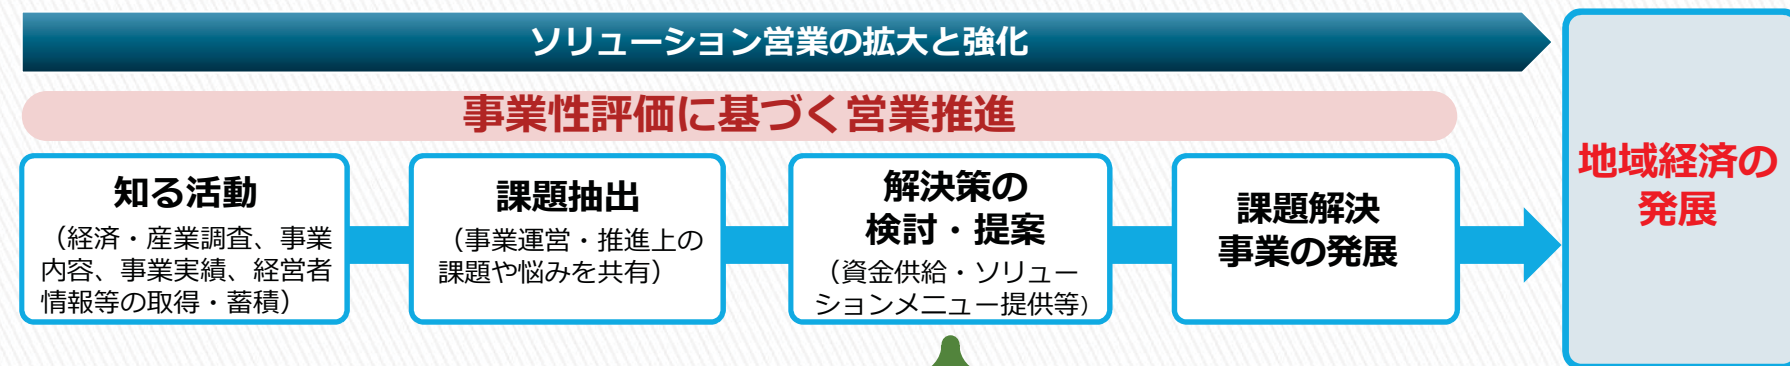 ソリューション営業の拡大と強化
事業性評価に基づく営業推進
知る活動
（経済・産業調査、事業
内容、事業実績、経営者
情報等の取得・蓄積）
課題抽出
（事業運営・推進上の
課題や悩みを共有）
解決策の
検討・提案
（資金供給・ソリュー
ションメニュー提供等）
課題解決
事業の発展
地域経済の
発展